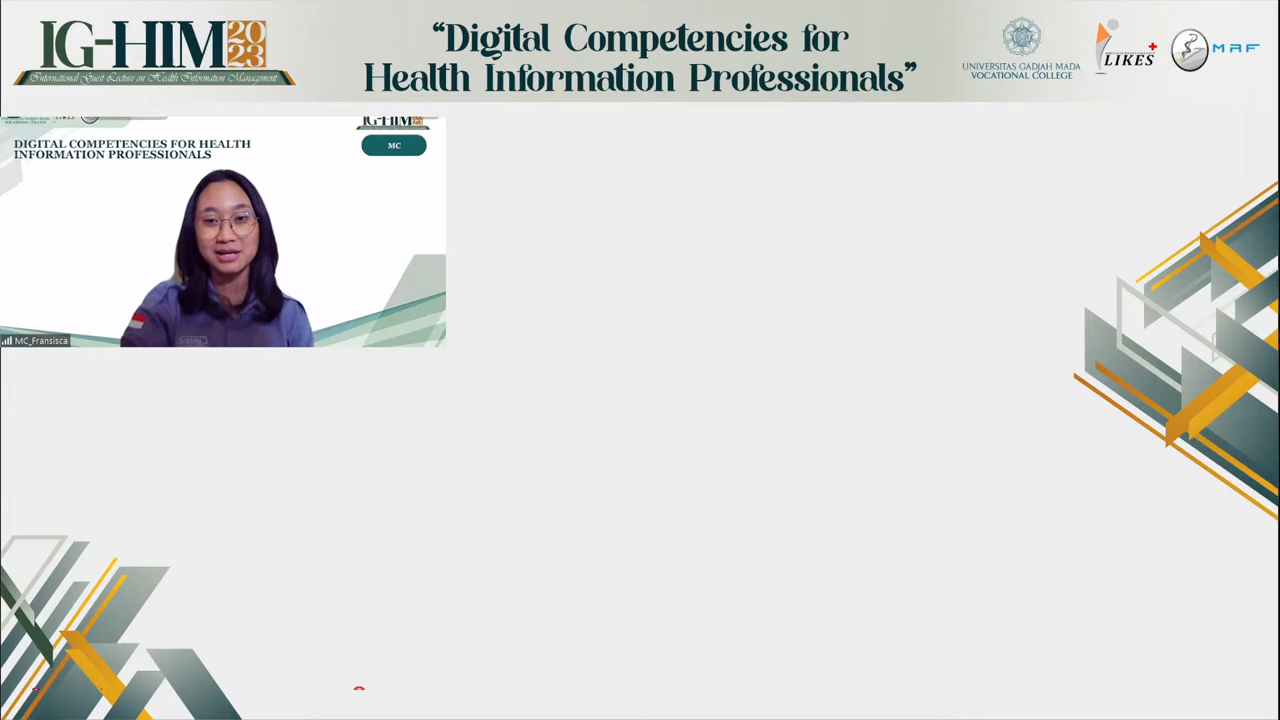 IG-HIM 2023
International Guest Lecture on Health Information Management
“Digital Competencies for
Health Information Professionals”
UNIVERSITAS GADJAH MADA
VOCATIONAL COLLEGE
LIKES
MAF
LIKES
IG-HIM
DIGITAL COMPETENCIES FOR HEALTH
INFORMATION PROFESSIONALS
MC
MC_Fransisca